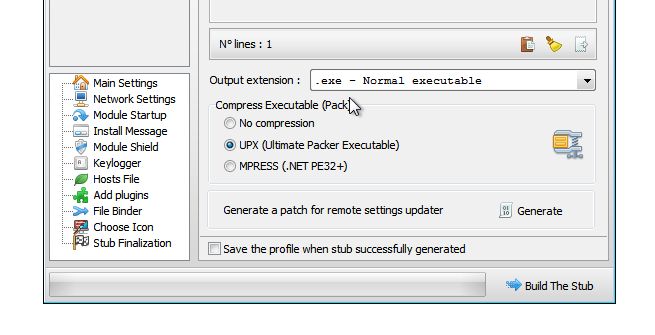 N° lines : 1
Output extension : .exe - Normal executable
Compress Executable (Pack)
No compression
UPX (Ultimate Packer Executable)
MPRESS (.NET PE32+)
Generate a patch for remote settings updater Generate
Save the profile when stub successfully generated
Main Settings
Network Settings
Module Startup
Install Message
Module Shield
Keylogger
Hosts File
Add plugins
File Binder
Choose Icon
Stub Finalization
Build The Stub